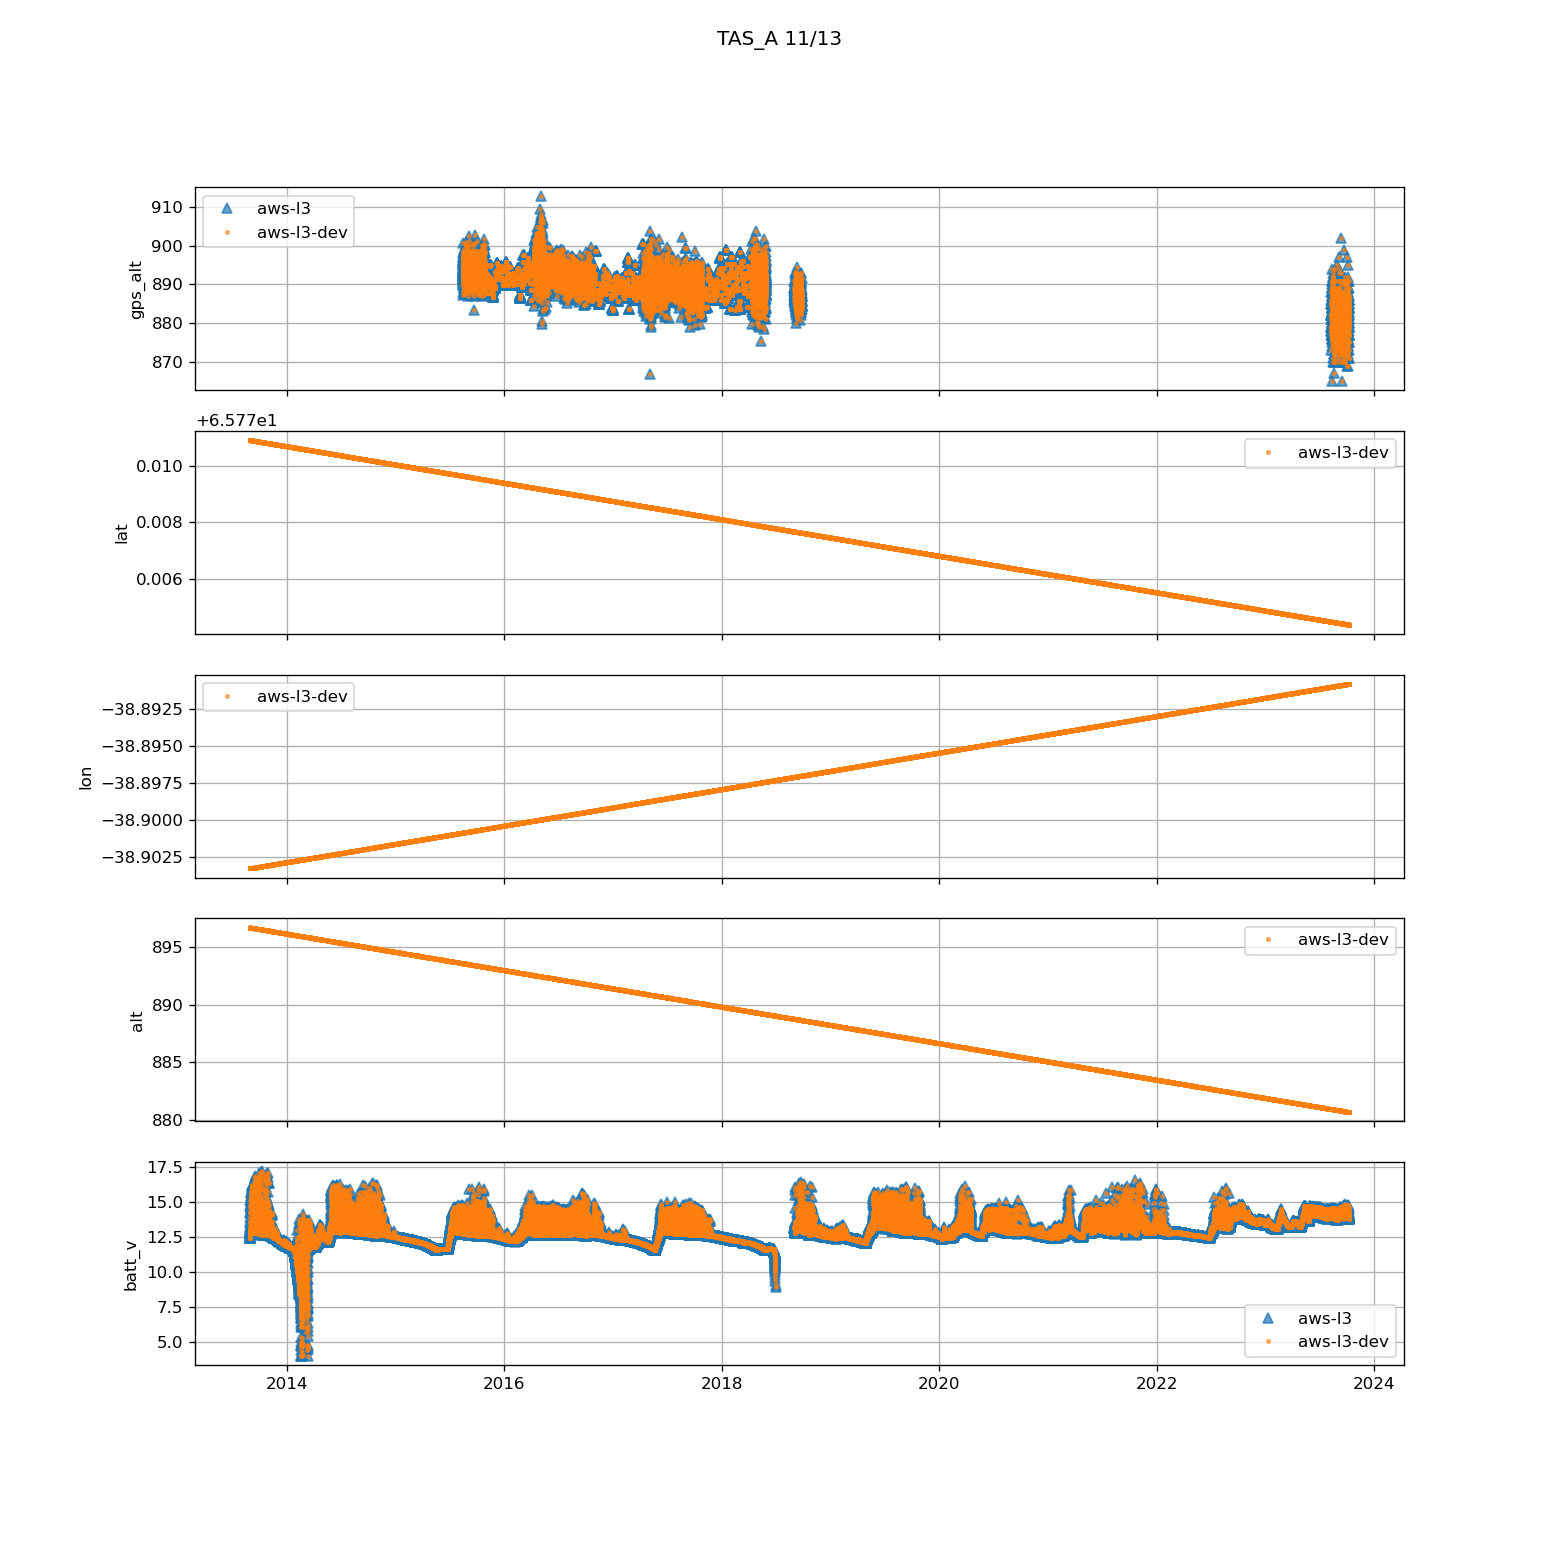 TAS_A 11/13
910
900
890
880
870
gps_alt
aws-l3
aws-l3-dev
+6.577e1
0.010
0.008
0.006
lat
aws-l3-dev
−38.8925
−38.8950
−38.8975
−38.9000
−38.9025
lon
aws-l3-dev
895
890
885
880
alt
aws-l3-dev
17.5
15.0
12.5
10.0
7.5
5.0
batt_v
aws-l3
aws-l3-dev
2014 2016 2018 2020 2022 2024